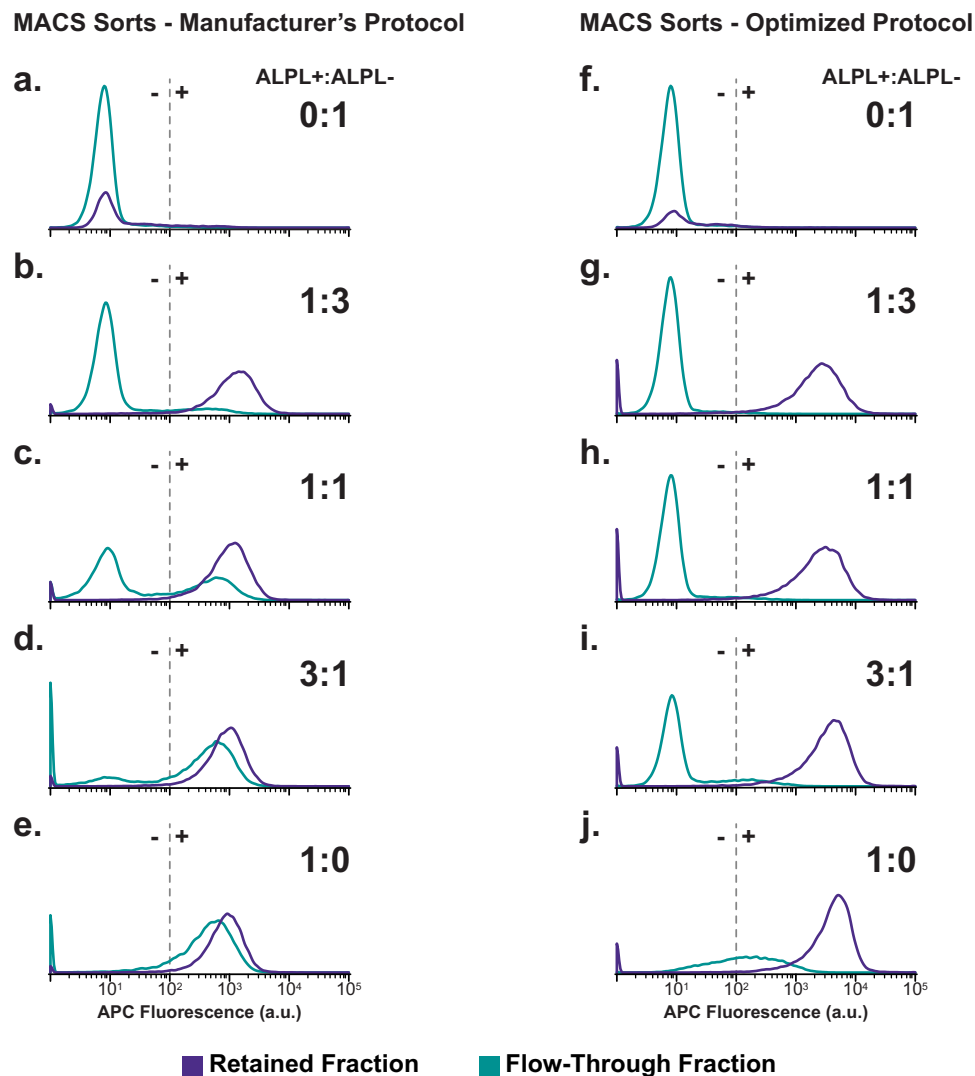 MACS Sorts - Manufacturer's Protocol
a.
- +
ALPL+:ALPL-
0:1
b.
- +
1:3
c.
- +
1:1
d.
- +
3:1
e.
- +
1:0
10¹ 10² 10³ 10⁴ 10⁵
APC Fluorescence (a.u.)
MACS Sorts - Optimized Protocol
f.
- +
ALPL+:ALPL-
0:1
g.
- +
1:3
h.
- +
1:1
i.
- +
3:1
j.
- +
1:0
10¹ 10² 10³ 10⁴ 10⁵
APC Fluorescence (a.u.)
Retained Fraction
Flow-Through Fraction